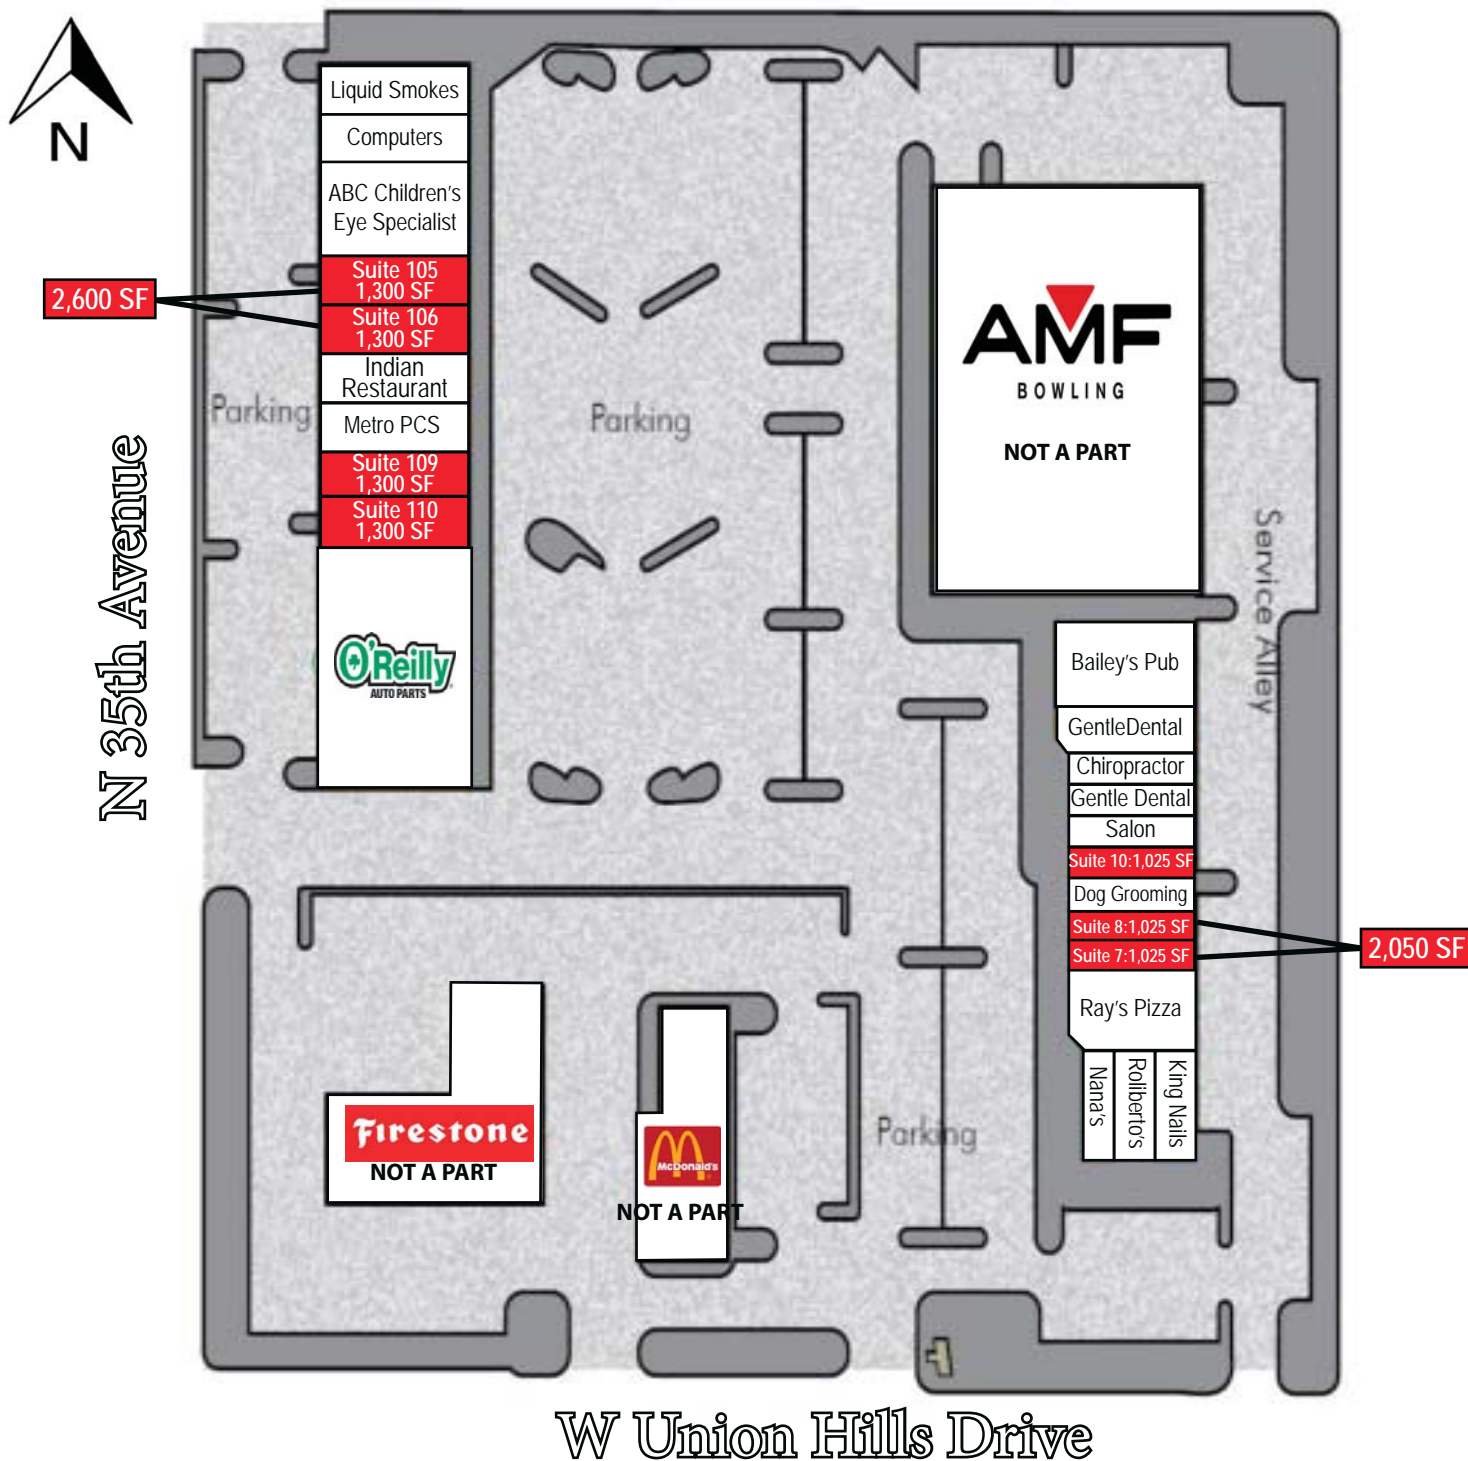 N
Liquid Smokes
Computers
ABC Children's
Eye Specialist
Suite 105
1,300 SF
Suite 106
1,300 SF
2,600 SF
Indian
Restaurant
Metro PCS
Suite 109
1,300 SF
Suite 110
1,300 SF
O'Reilly
AUTO PARTS
Parking
Parking
N 35th Avenue
AMF
BOWLING
NOT A PART
Service Alley
Bailey's Pub
GentleDental
Chiropractor
Gentle Dental
Salon
Suite 10:1,025 SF
Dog Grooming
Suite 8:1,025 SF
Suite 7:1,025 SF
2,050 SF
Ray's Pizza
Nana's
Roliberto's
King Nails
Firestone
NOT A PART
McDonald's
NOT A PART
Parking
W Union Hills Drive